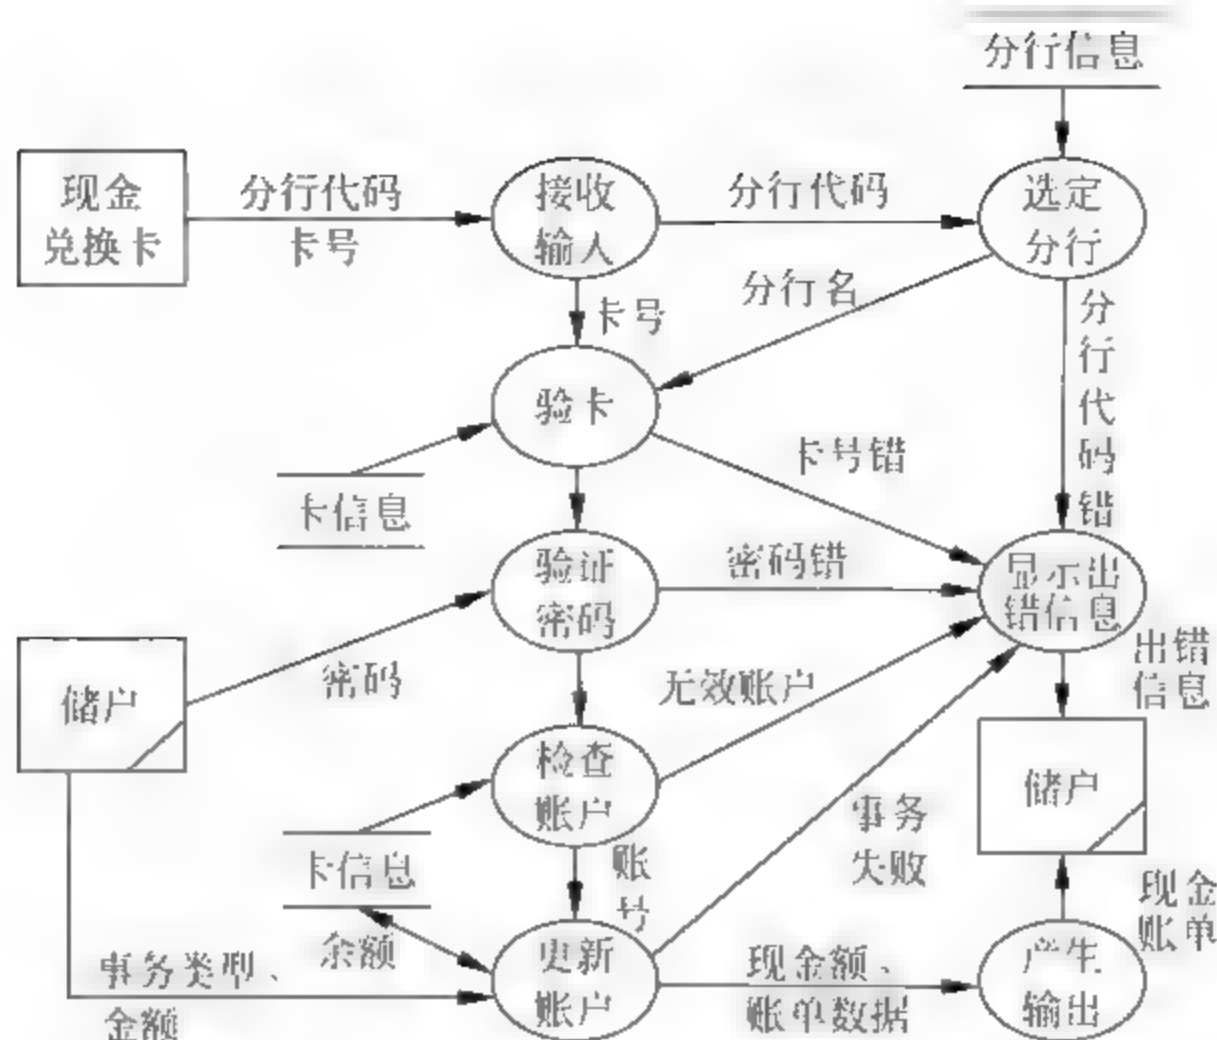 分行信息
现金
兑换卡
分行代码
卡号
接收
输入
分行代码
选定
分行
卡号
分行名
分行代码错
验卡
卡信息
卡号错
验证
密码
密码错
显示出
错信息
储户
密码
无效账户
出错
信息
检查
账户
储户
卡信息
账号
事务
失败
现金
账单
余额
事务类型、
金额
更新
账户
现金额、
账单数据
产生
输出